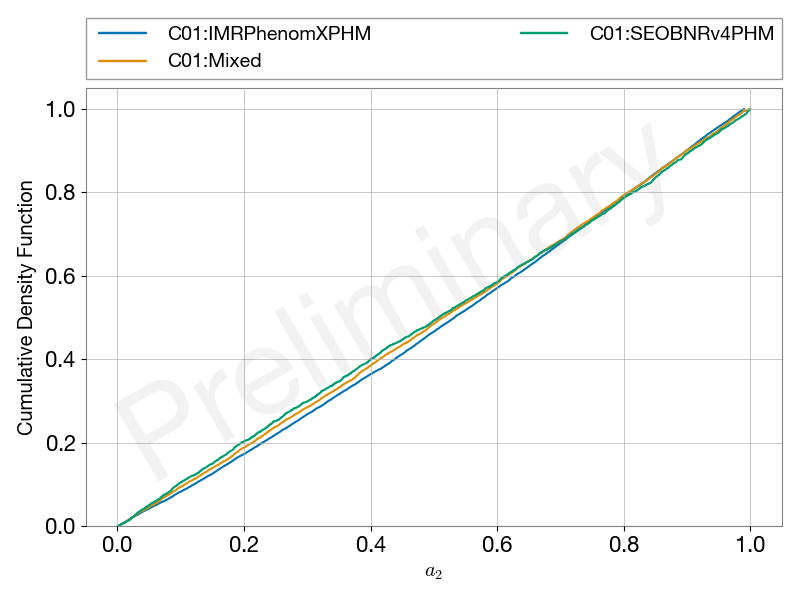 C01:IMRPhenomXPHM
C01:Mixed
C01:SEOBNRv4PHM
1.0
0.8
0.6
0.4
0.2
0.0
Cumulative Density Function
Preliminary
0.0 0.2 0.4 0.6 0.8 1.0
a₂